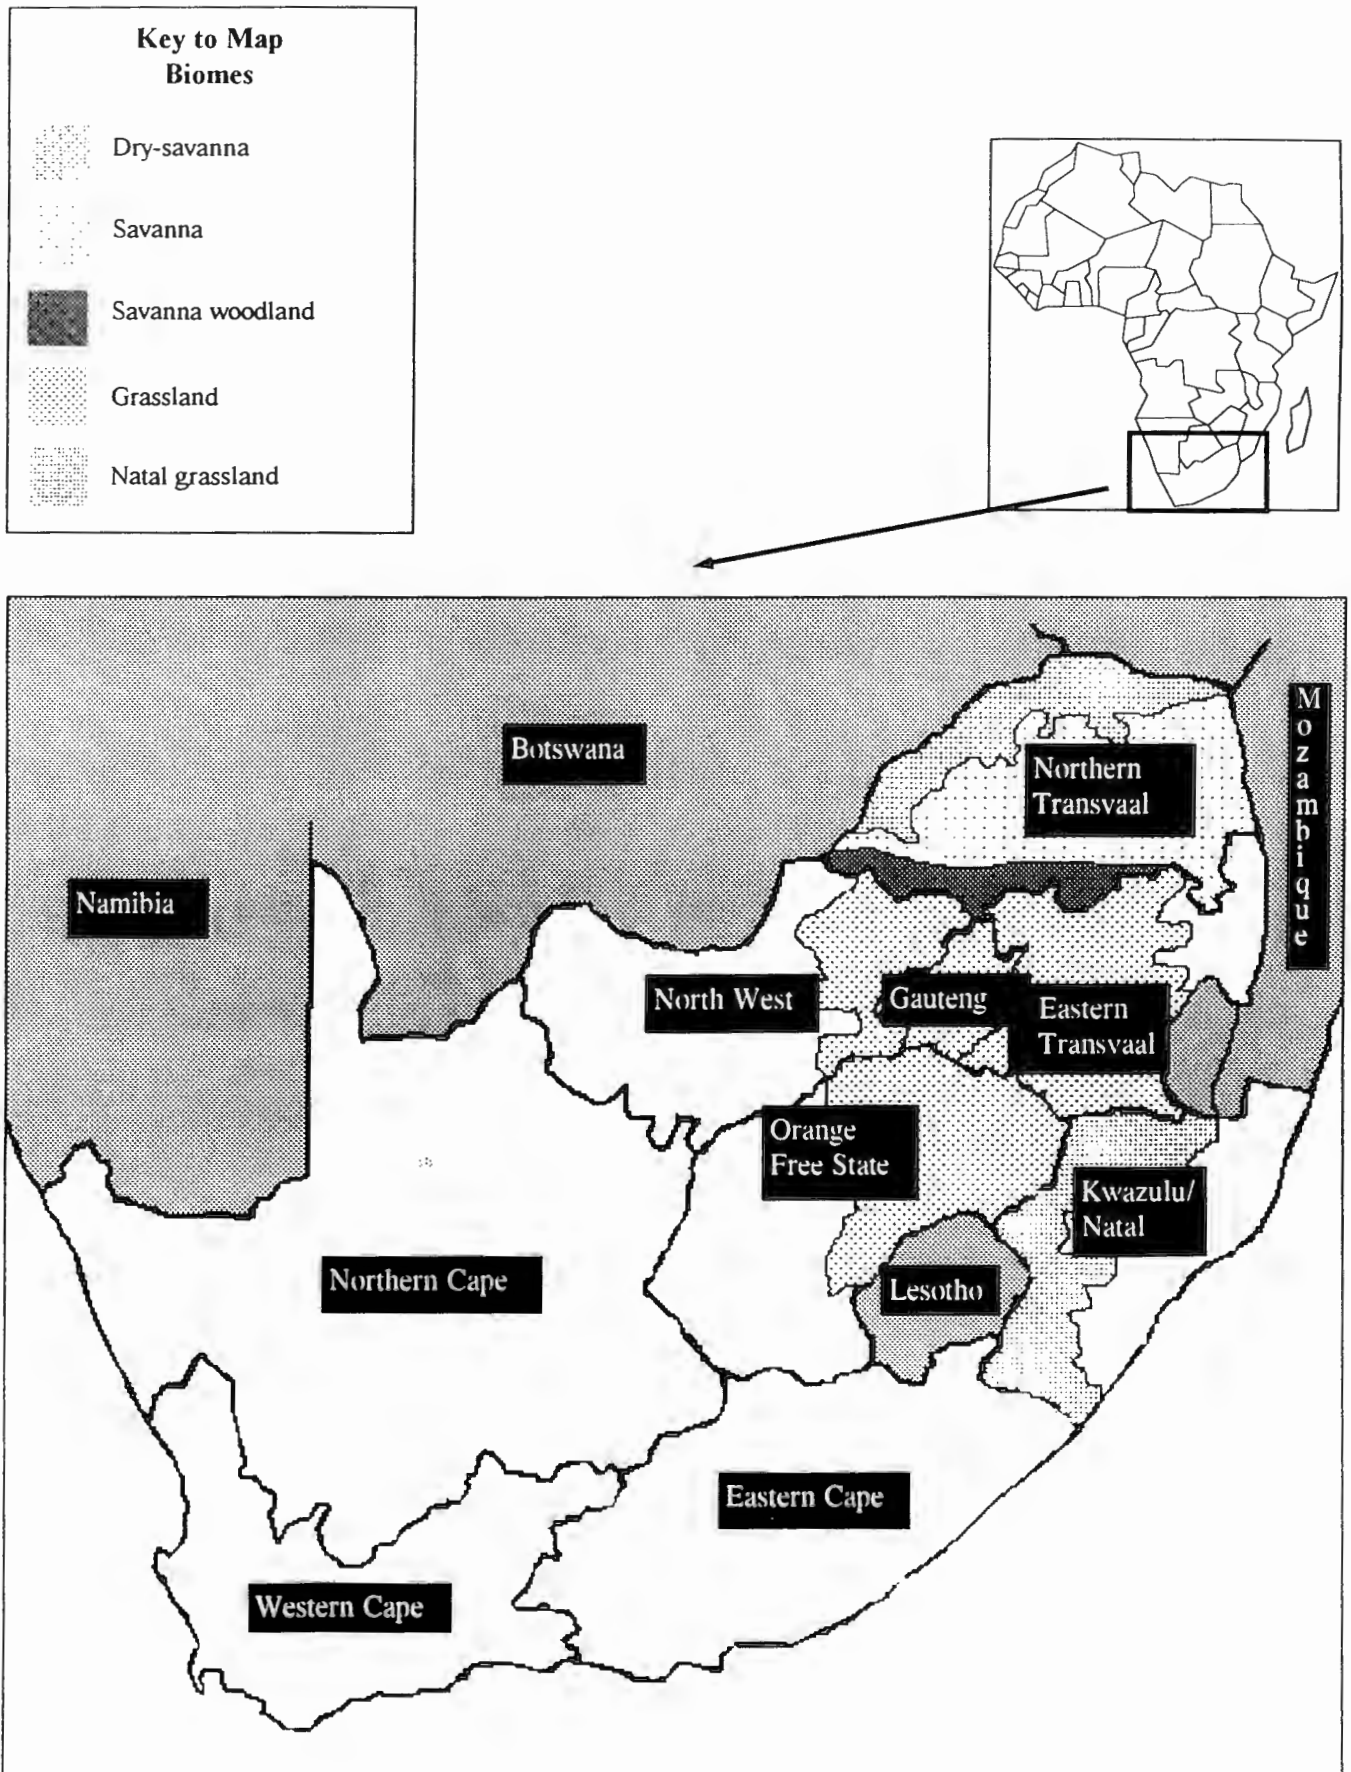 Key to Map
Biomes
Dry-savanna
Savanna
Savanna woodland
Grassland
Natal grassland
Botswana
Northern
Transvaal
Mozambique
Namibia
North West
Gauteng
Eastern
Transvaal
Orange
Free State
Kwazulu/
Natal
Northern Cape
Lesotho
Eastern Cape
Western Cape